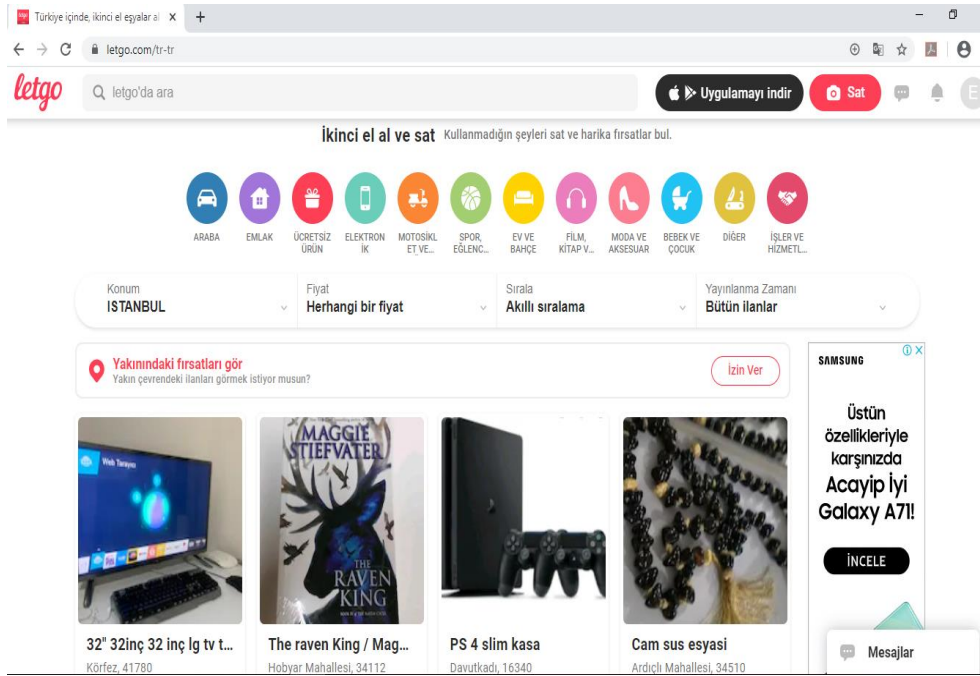 letgo
Türkiye içinde, ikinci el eşyalar al
letgo.com/tr-tr
letgo
letgo'da ara
Uygulamayı indir
Sat
E
İkinci el al ve sat Kullanmadığın şeyleri sat ve harika fırsatlar bul.
ARABA
EMLAK
ÜCRETSİZ
ÜRÜN
ELEKTRON
İK
MOTOSİKL
ET VE...
SPOR,
EĞLENC...
EV VE
BAHÇE
FİLM,
KİTAP V...
MODA VE
AKSESUAR
BEBEK VE
ÇOCUK
DİĞER
İŞLER VE
HİZMETL...
Konum
ISTANBUL
Fiyat
Herhangi bir fiyat
Sırala
Akıllı sıralama
Yayınlanma Zamanı
Bütün ilanlar
Yakınındaki fırsatları gör
Yakın çevrendeki ilanları görmek istiyor musun?
İzin Ver
SAMSUNG
Üstün
özellikleriyle
karşınızda
Acayip İyi
Galaxy A71!
İNCELE
Web Tarayıcı
MAGGIE
STIEFVATER
THE
RAVEN
KING
32" 32inç 32 inç lg tv t...
Körfez, 41780
The raven King / Mag...
Hobyar Mahallesi, 34112
PS 4 slim kasa
Davutkadı, 16340
Cam sus esyasi
Ardıçlı Mahallesi, 34510
Mesajlar